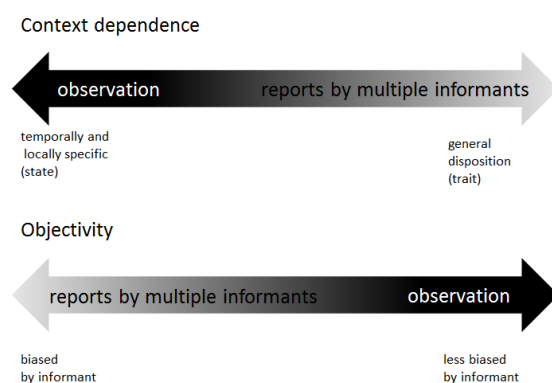 Context dependence
observation
reports by multiple informants
temporally and
locally specific
(state)
general
disposition
(trait)
Objectivity
reports by multiple informants
observation
biased
by informant
less biased
by informant